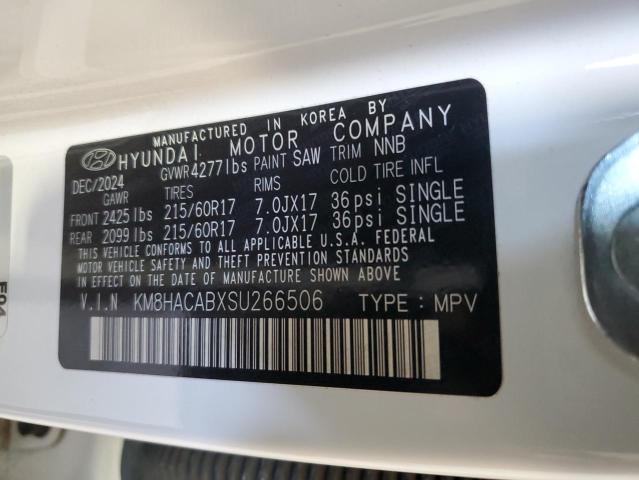 MANUFACTURED IN KOREA BY
HYUNDAI MOTOR COMPANY
DEC/2024 GVWR 4277lbs PAINT SAW TRIM NNB
GAWR TIRES RIMS COLD TIRE INFL
FRONT 2425lbs 215/60R17 7.0JX17 36psi SINGLE
REAR 2099 lbs 215/60R17 7.0JX17 36psi SINGLE
THIS VEHICLE CONFORMS TO ALL APPLICABLE U.S.A. FEDERAL
MOTOR VEHICLE SAFETY AND THEFT PREVENTION STANDARDS
IN EFFECT ON THE DATE OF MANUFACTURE SHOWN ABOVE.
V.I.N KM8HACABXSU266506 TYPE : MPV
E04